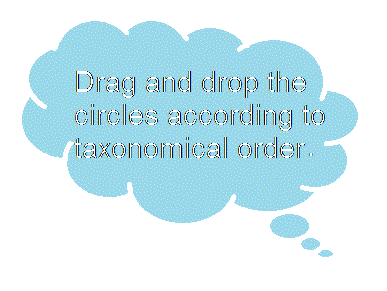 Drag and drop the
circles according to
taxonomical order.